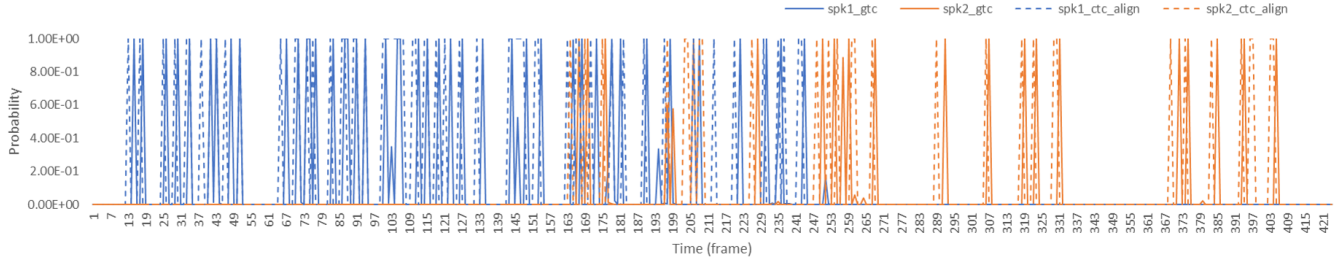 spk1_gtc spk2_gtc spk1_ctc_align spk2_ctc_align
1.00E+00
8.00E-01
6.00E-01
4.00E-01
2.00E-01
0.00E+00
Probability
1 7 13 19 25 31 37 43 49 55 61 67 73 79 85 91 97 103 109 115 121 127 133 139 145 151 157 163 169 175 181 187 193 199 205 211 217 223 229 235 241 247 253 259 265 271 277 283 289 295 301 307 313 319 325 331 337 343 349 355 361 367 373 379 385 391 397 403 409 415 421
Time (frame)